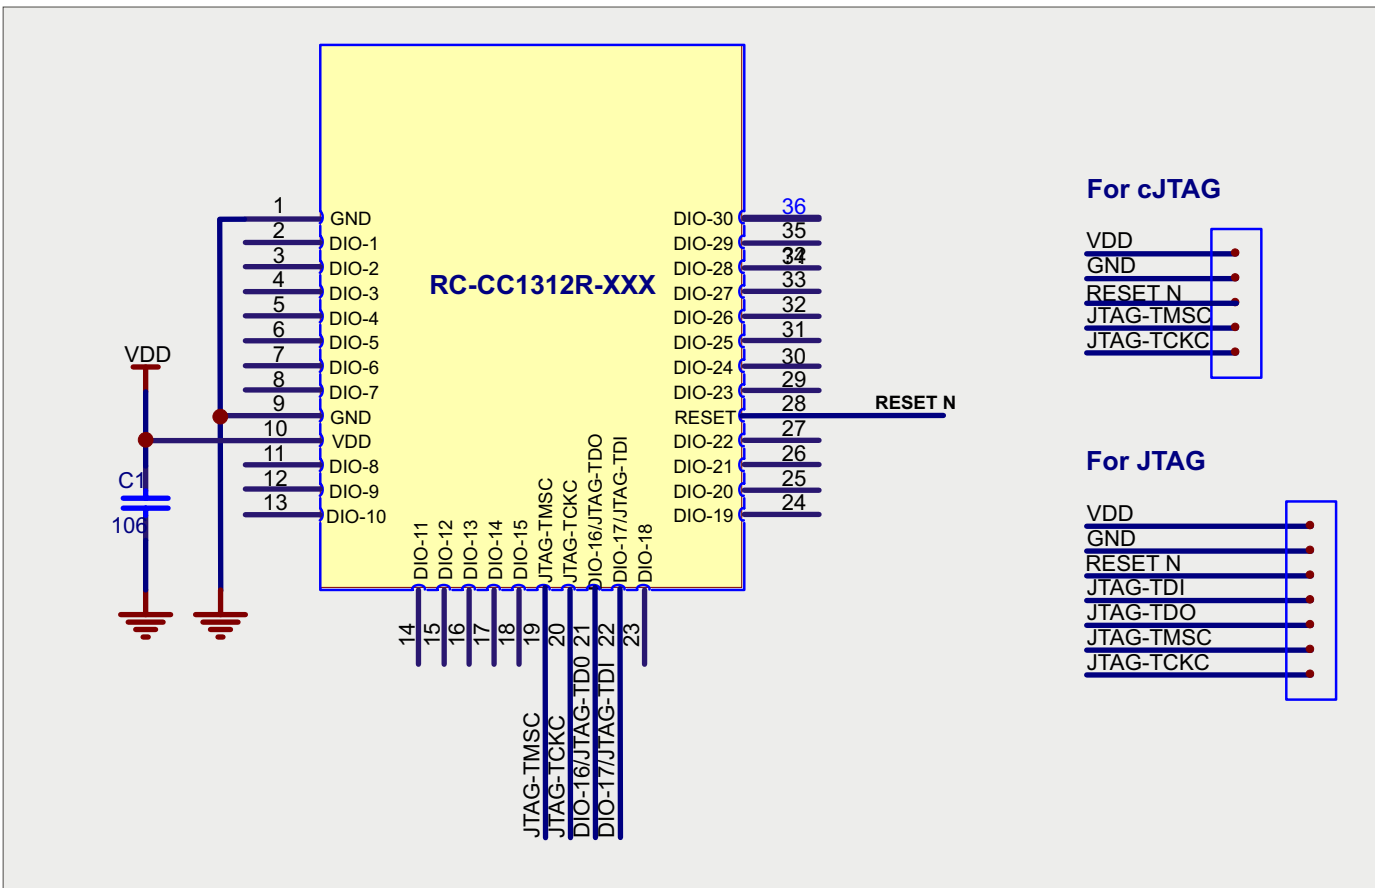 RC-CC1312R-XXX
1 GND
2 DIO-1
3 DIO-2
4 DIO-3
5 DIO-4
6 DIO-5
7 DIO-6
8 DIO-7
9 GND
10 VDD
11 DIO-8
12 DIO-9
13 DIO-10
VDD
C1
106
DIO-30 36
DIO-29 35
DIO-28
DIO-27 33
DIO-26 32
DIO-25 31
DIO-24 30
DIO-23 29
RESET 28 RESET N
DIO-22 27
DIO-21 26
DIO-20 25
DIO-19 24
DIO-11 14
DIO-12 15
DIO-13 16
DIO-14 17
DIO-15 18
JTAG-TMSC 19 JTAG-TMSC
JTAG-TCKC 20 JTAG-TCKC
DIO-16/JTAG-TDO 21 DIO-16/JTAG-TD0
DIO-17/JTAG-TDI 22 DIO-17/JTAG-TDI
DIO-18 23
For cJTAG
VDD
GND
RESET N
JTAG-TMSC
JTAG-TCKC
For JTAG
VDD
GND
RESET N
JTAG-TDI
JTAG-TDO
JTAG-TMSC
JTAG-TCKC